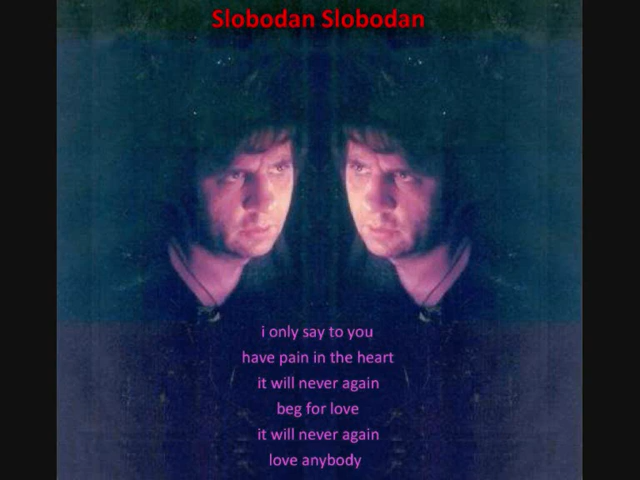 Slobodan Slobodan
i only say to you
have pain in the heart
it will never again
beg for love
it will never again
love anybody